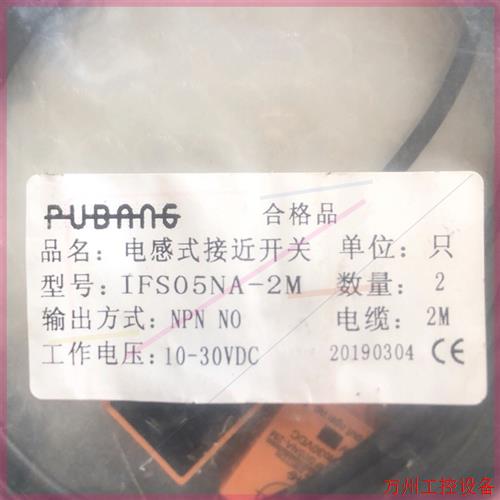 PUBANG 合格品
品名：电感式接近开关 单位：只
型号：IFS05NA-2M 数量：2
输出方式：NPN NO 电缆：2M
工作电压：10-30VDC 20190304 CE
万州工控设备